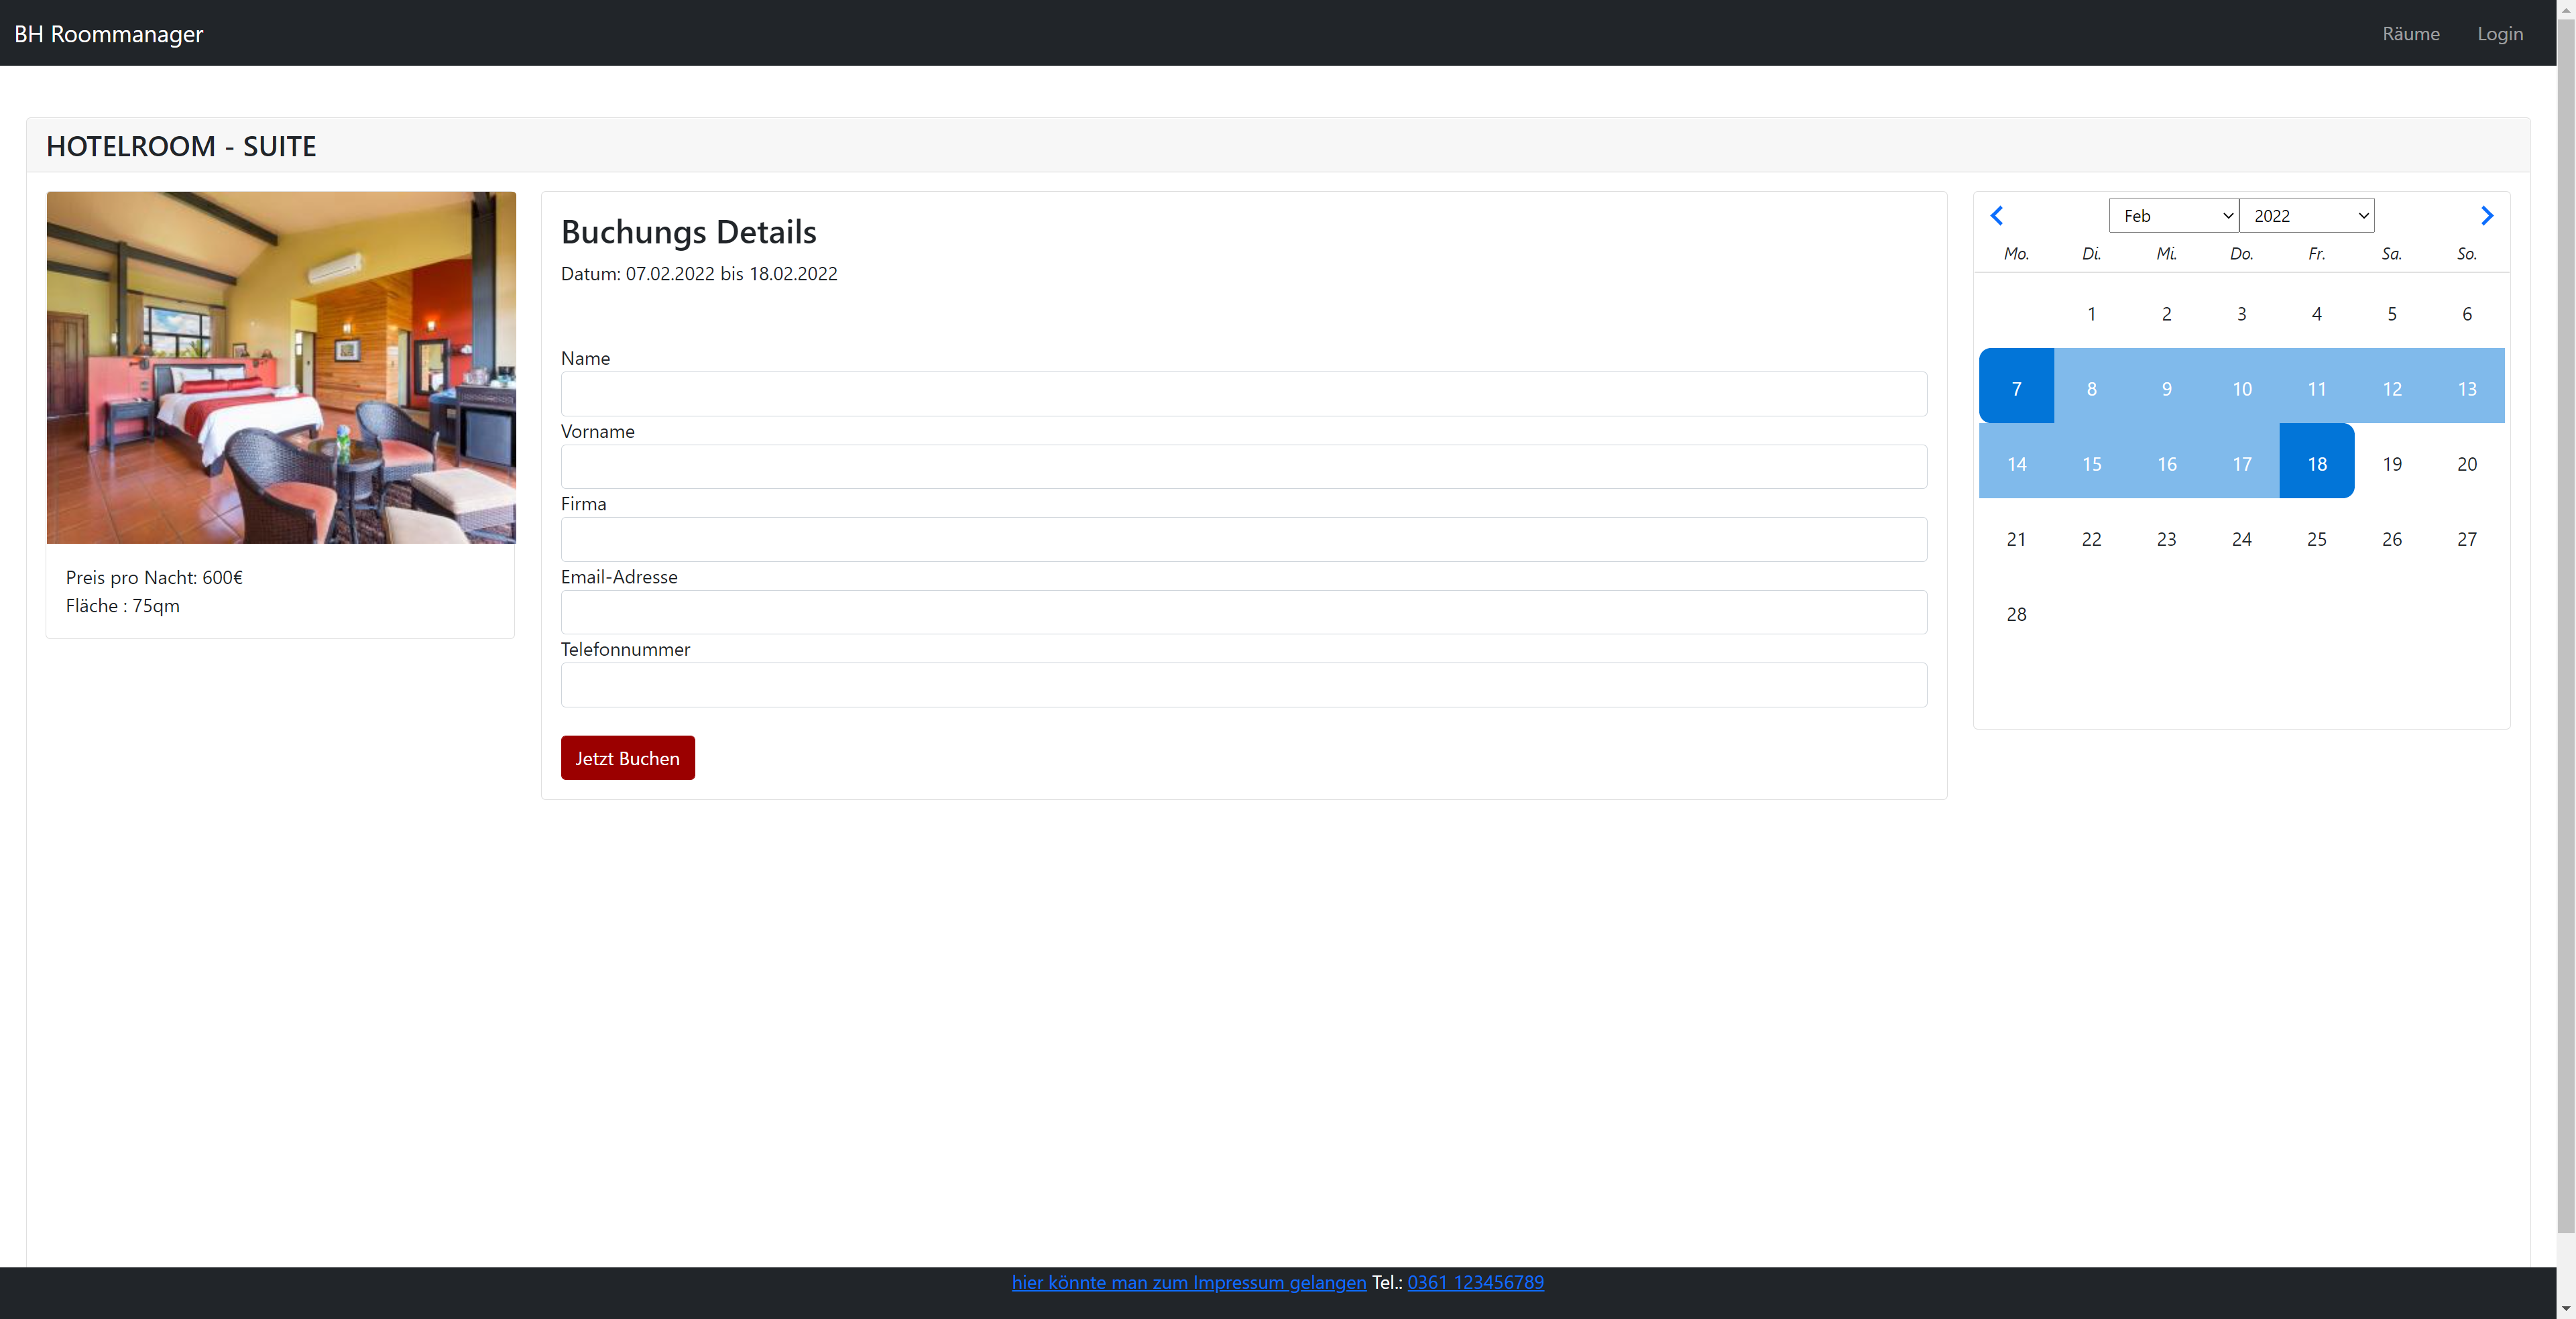 BH Roommanager
Räume
Login
HOTELROOM - SUITE
Preis pro Nacht: 600€
Fläche : 75qm
Buchungs Details
Datum: 07.02.2022 bis 18.02.2022
Name
Vorname
Firma
Email-Adresse
Telefonnummer
Jetzt Buchen
Feb 2022
Mo. Di. Mi. Do. Fr. Sa. So.
1 2 3 4 5 6
7 8 9 10 11 12 13
14 15 16 17 18 19 20
21 22 23 24 25 26 27
28
hier könnte man zum Impressum gelangen Tel.: 0361 123456789